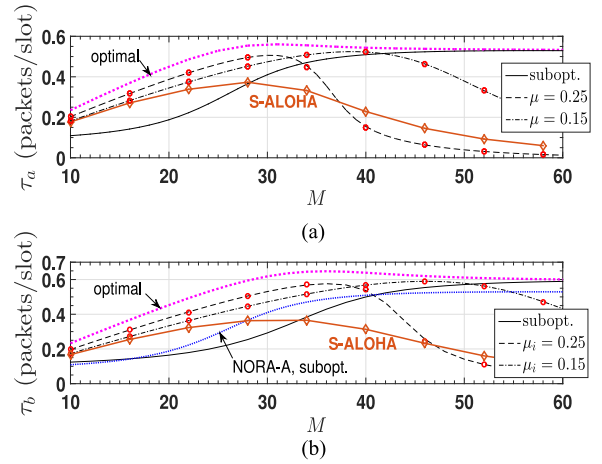 0.6
0.4
0.2
0
τa (packets/slot)
optimal
S-ALOHA
subopt.
μ = 0.25
μ = 0.15
10 20 30 40 50 60
M
(a)
0.7
0.6
0.4
0.2
0
τb (packets/slot)
optimal
S-ALOHA
NORA-A, subopt.
subopt.
μi = 0.25
μi = 0.15
10 20 30 40 50 60
M
(b)